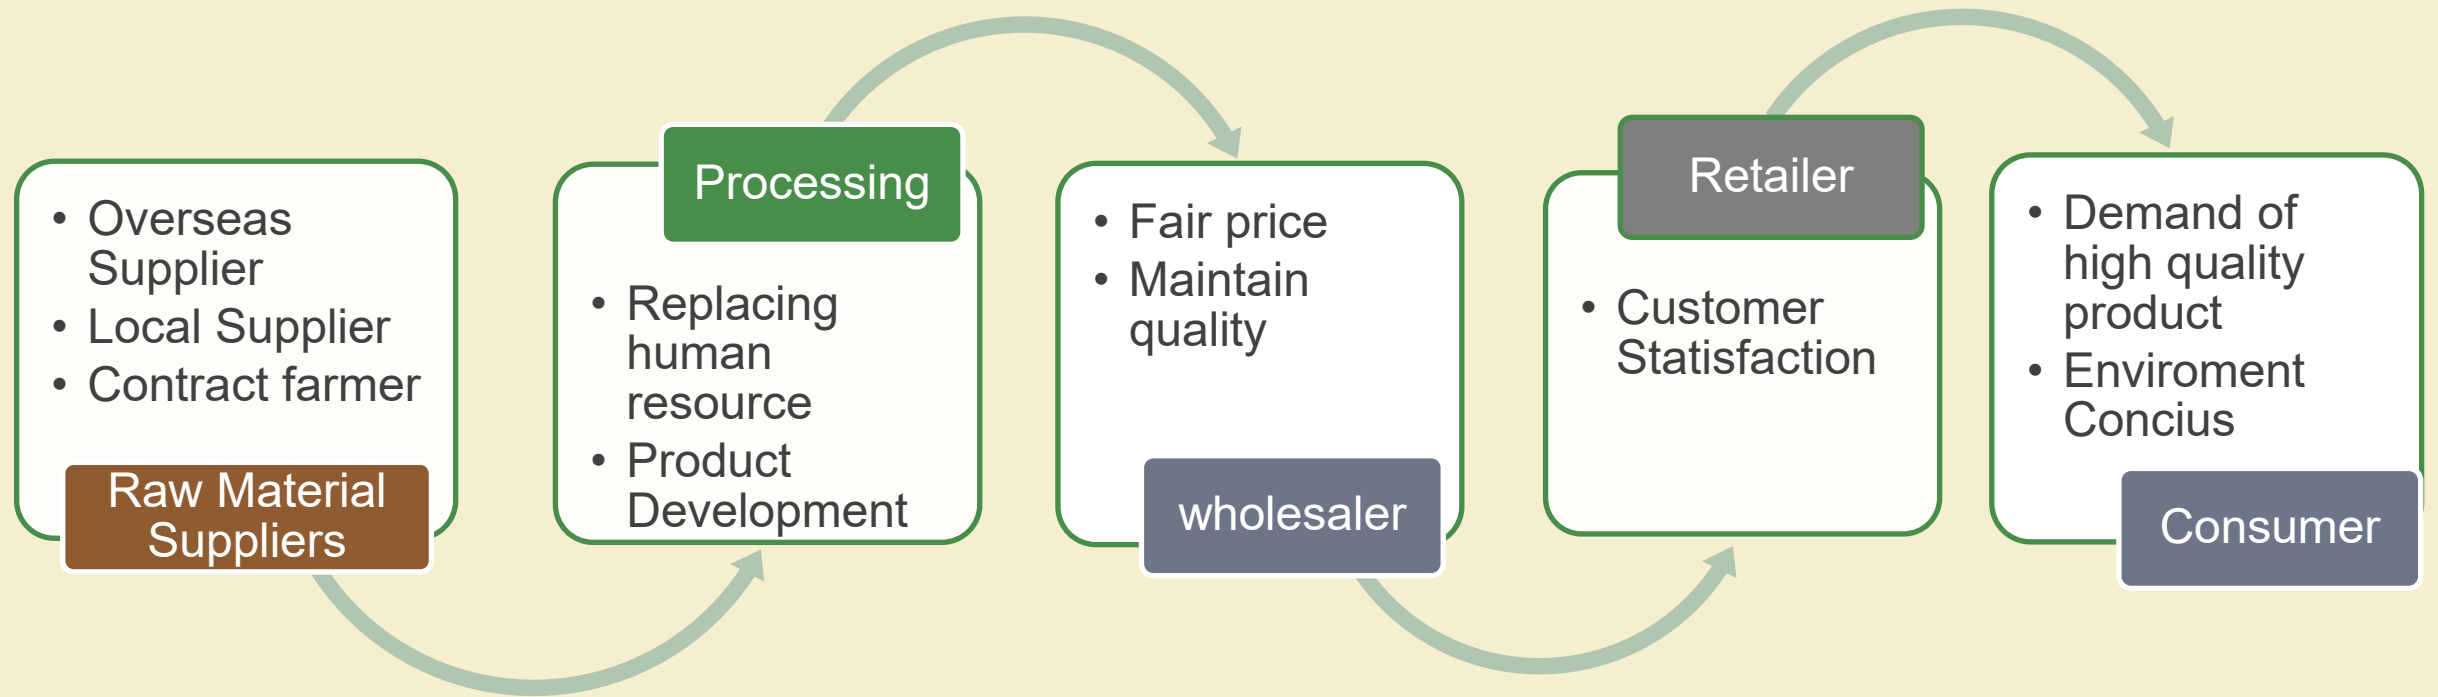 • Overseas
Supplier
• Local Supplier
• Contract farmer
Raw Material
Suppliers
Processing
• Replacing
human
resource
• Product
Development
• Fair price
• Maintain
quality
wholesaler
Retailer
• Customer
Statisfaction
• Demand of
high quality
product
• Enviroment
Concius
Consumer